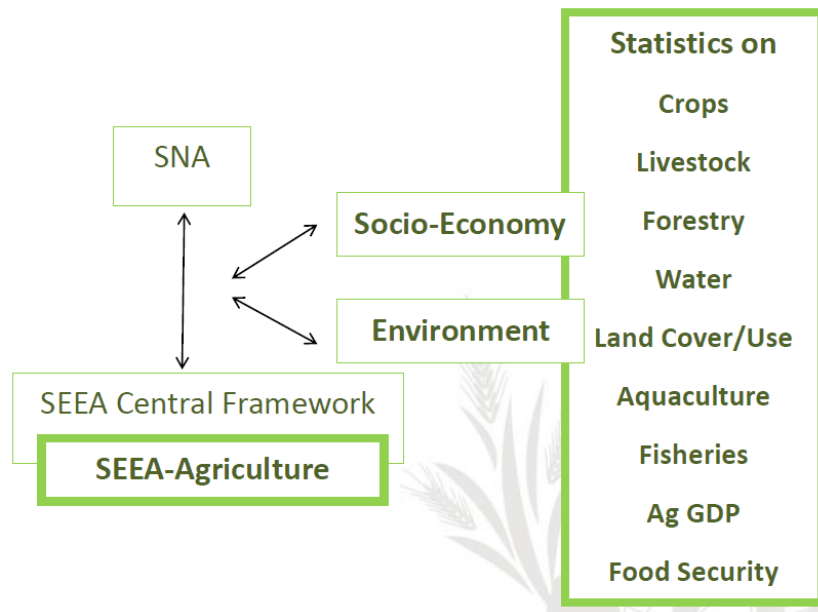 SNA
SEEA Central Framework
SEEA-Agriculture
Socio-Economy
Environment
Statistics on
Crops
Livestock
Forestry
Water
Land Cover/Use
Aquaculture
Fisheries
Ag GDP
Food Security